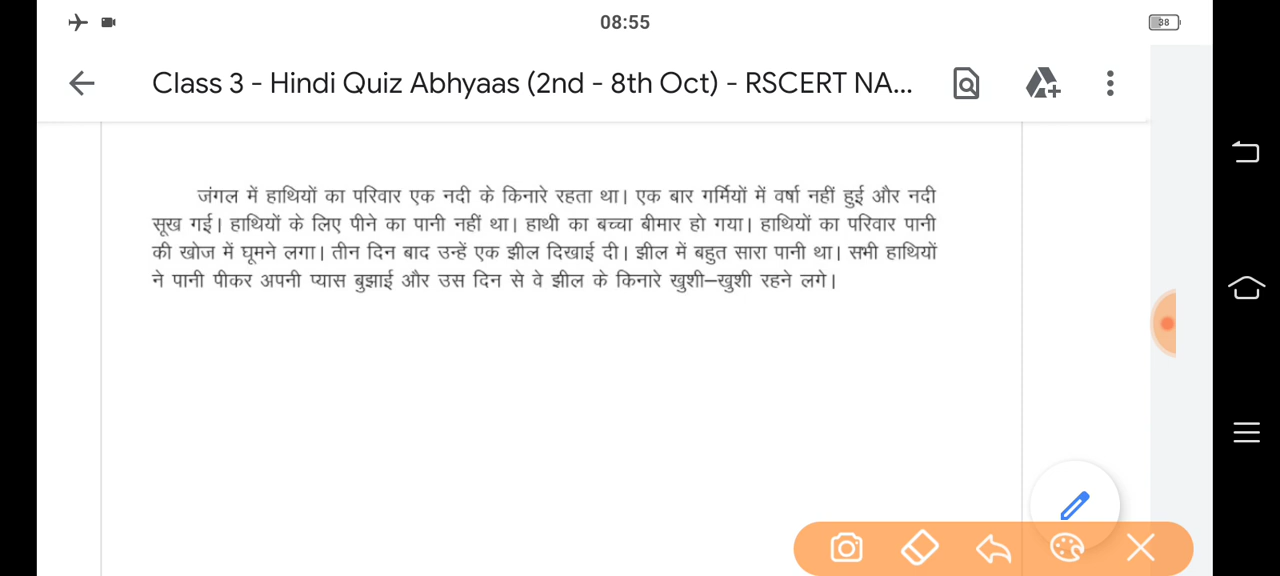 08:55
38
Class 3 - Hindi Quiz Abhyaas (2nd - 8th Oct) - RSCERT NA...
जंगल में हाथियों का परिवार एक नदी के किनारे रहता था। एक बार गर्मियों में वर्षा नहीं हुई और नदी
सूख गई। हाथियों के लिए पीने का पानी नहीं था। हाथी का बच्चा बीमार हो गया। हाथियों का परिवार पानी
की खोज में घूमने लगा। तीन दिन बाद उन्हें एक झील दिखाई दी। झील में बहुत सारा पानी था। सभी हाथियों
ने पानी पीकर अपनी प्यास बुझाई और उस दिन से वे झील के किनारे खुशी–खुशी रहने लगे।